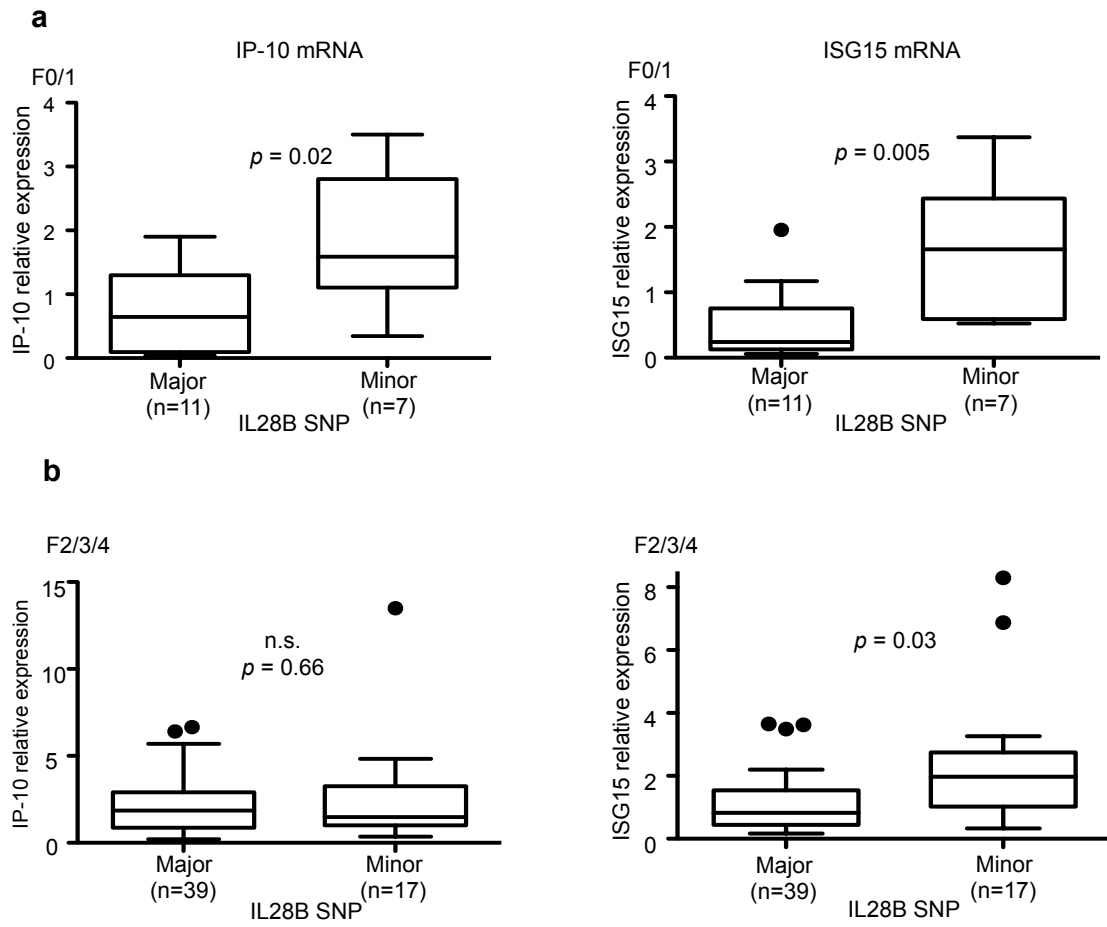 a
IP-10 mRNA
F0/1
IP-10 relative expression
4
3
2
1
0
p = 0.02
Major
(n=11)
Minor
(n=7)
IL28B SNP
ISG15 mRNA
F0/1
ISG15 relative expression
4
3
2
1
0
p = 0.005
Major
(n=11)
Minor
(n=7)
IL28B SNP
b
F2/3/4
IP-10 relative expression
15
10
5
0
n.s.
p = 0.66
Major
(n=39)
Minor
(n=17)
IL28B SNP
F2/3/4
ISG15 relative expression
8
6
4
2
0
p = 0.03
Major
(n=39)
Minor
(n=17)
IL28B SNP